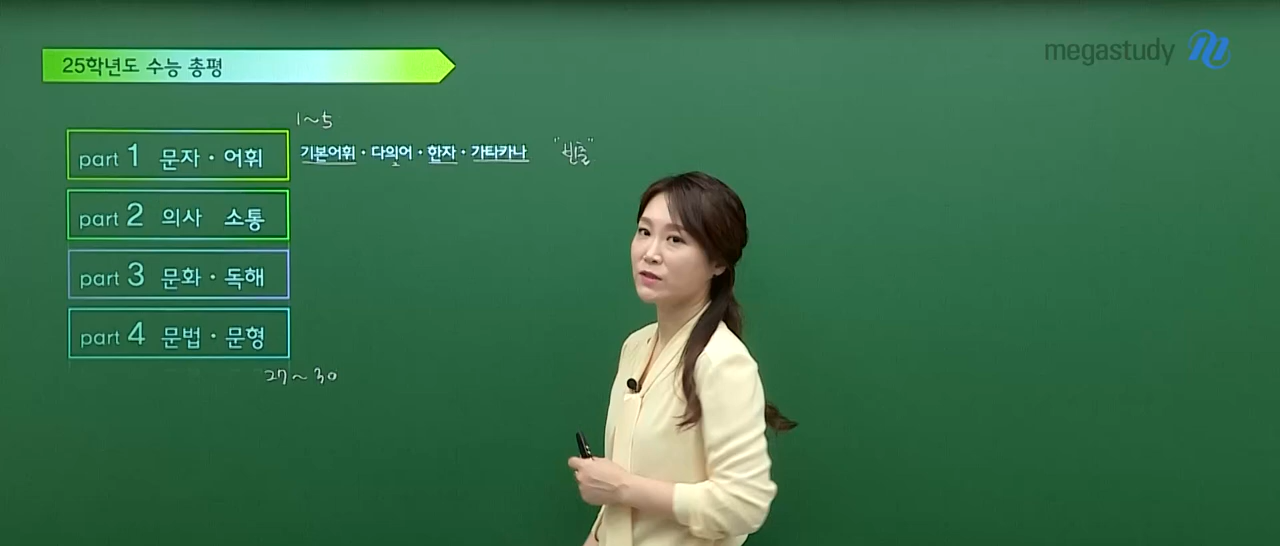 megastudy
25학년도 수능 총평
1~5
part 1 문자·어휘
기본어휘·다의어·한자·가타카나 "빈출"
part 2 의사 소통
part 3 문화·독해
part 4 문법·문형
27~30